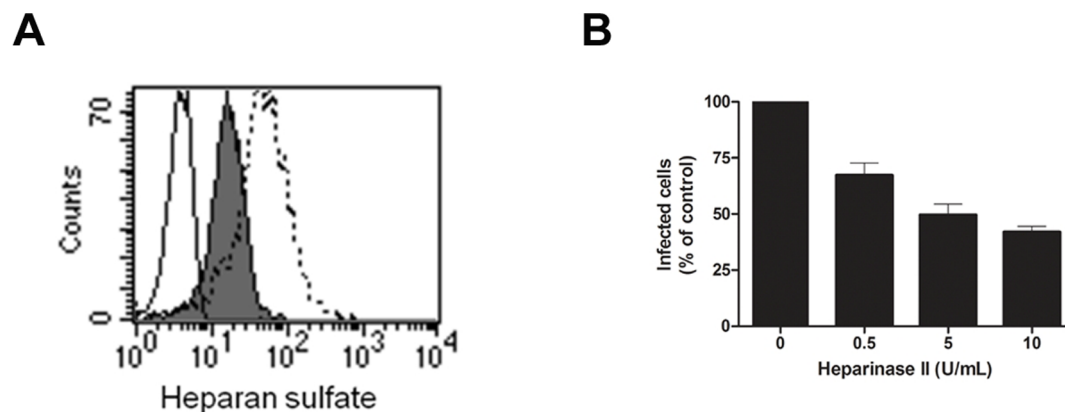 A
B
70
Counts
0
10^0 10^1 10^2 10^3 10^4
Heparan sulfate
100
75
50
25
0
Infected cells
(% of control)
0 0.5 5 10
Heparinase II (U/mL)